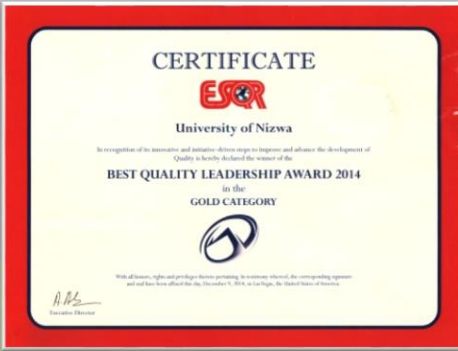 CERTIFICATE
ESQR
University of Nizwa
In recognition of its innovative and initiative-driven steps to improve and advance the development of
Quality is hereby declared the winner of the
BEST QUALITY LEADERSHIP AWARD 2014
in the
GOLD CATEGORY
With all honors, rights and privileges thereto pertaining. In testimony whereof, the corresponding signature
and seal have been affixed this day, December 9, 2014, in Las Vegas, the United States of America.
Executive Director